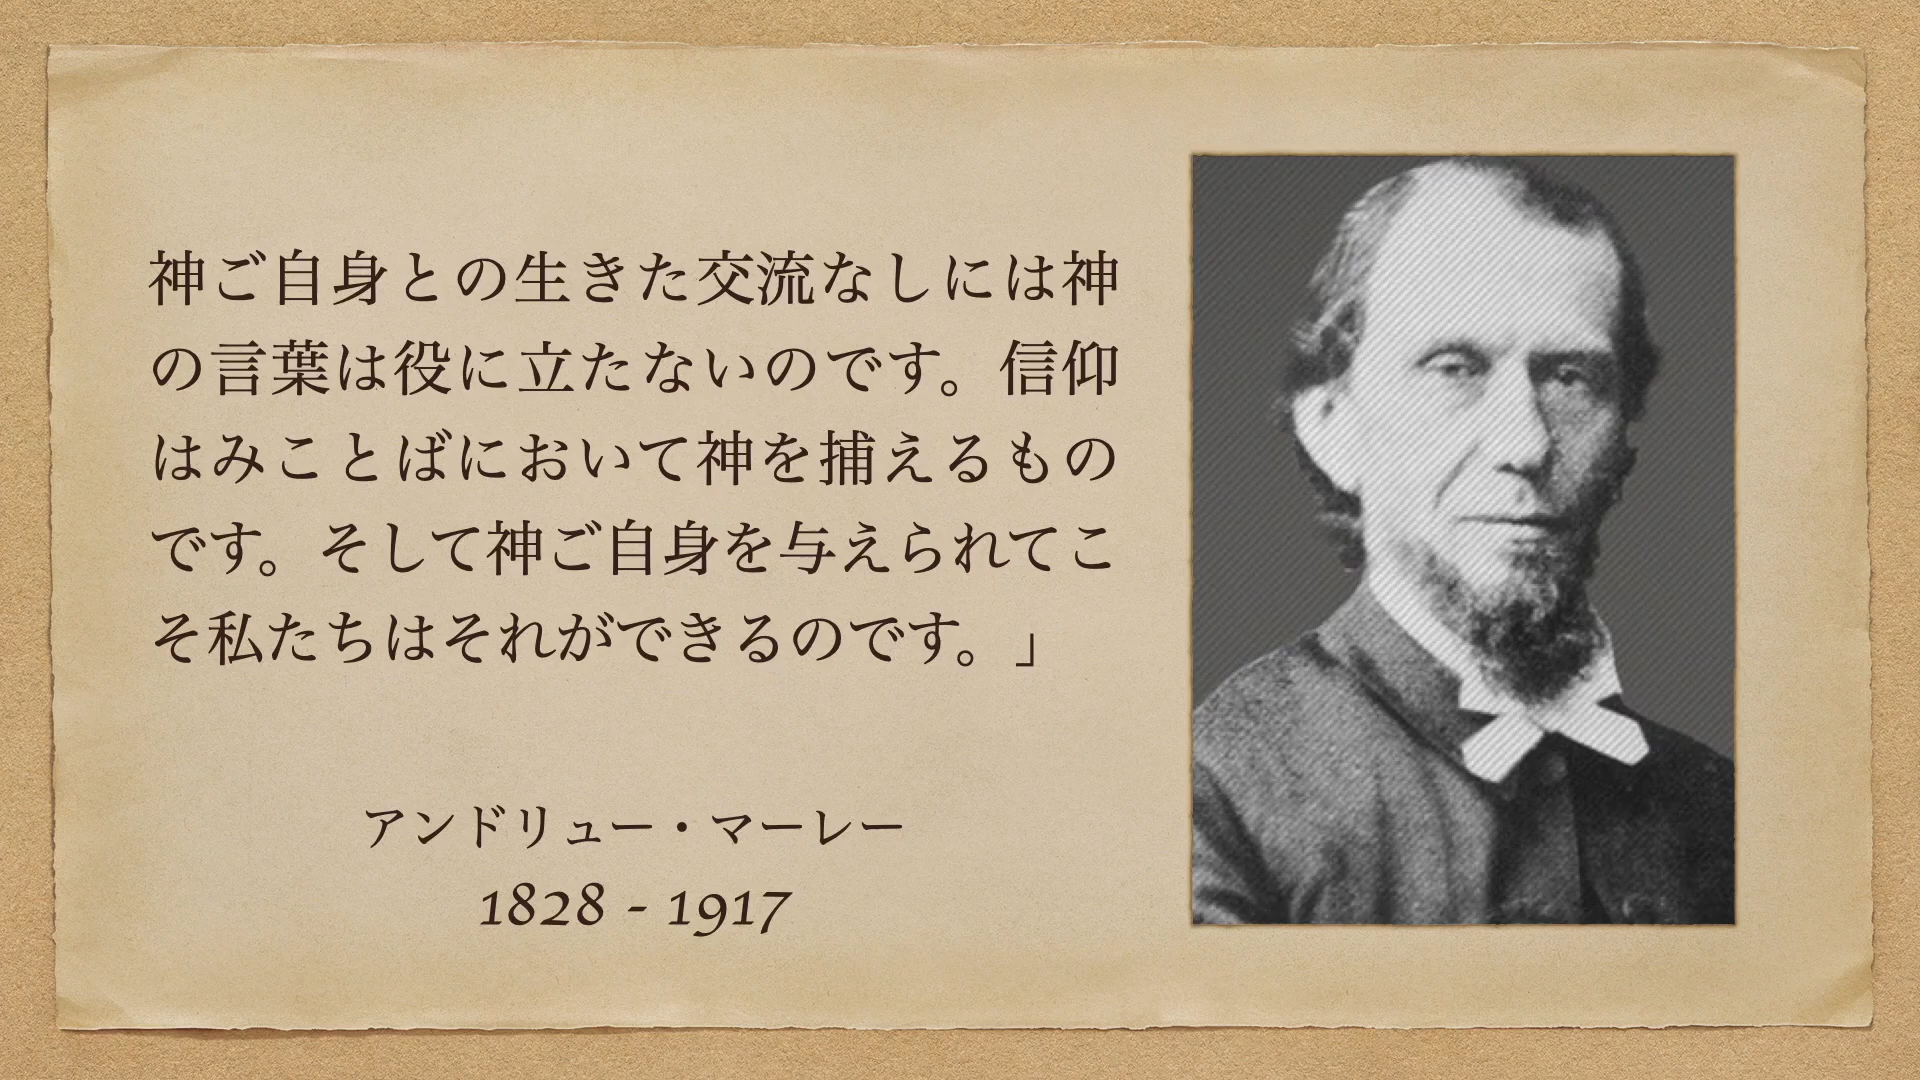 神ご自身との生きた交流なしには神
の言葉は役に立たないのです。信仰
はみことばにおいて神を捕えるもの
です。そして神ご自身を与えられてこ
そ私たちはそれができるのです。」
アンドリュー・マーレー
1828 - 1917